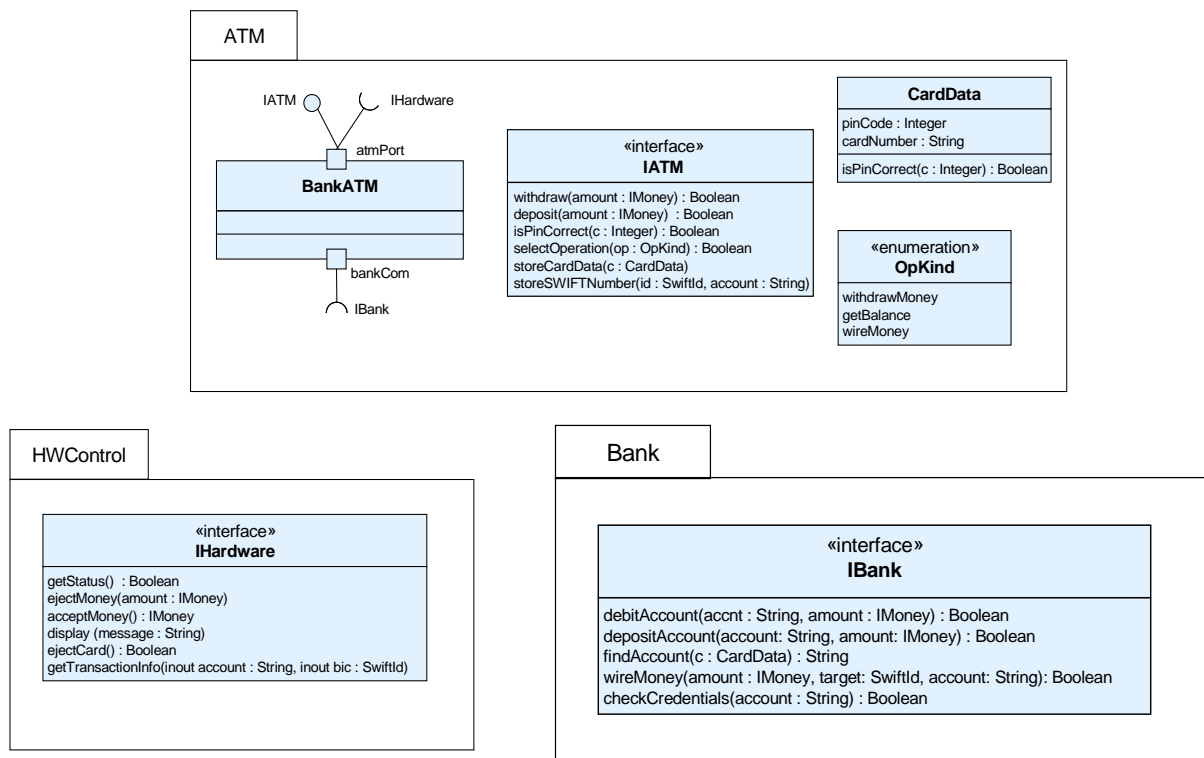 ATM
IATM
IHardware
atmPort
BankATM
bankCom
IBank
«interface»
IATM
withdraw(amount : IMoney) : Boolean
deposit(amount : IMoney) : Boolean
isPinCorrect(c : Integer) : Boolean
selectOperation(op : OpKind) : Boolean
storeCardData(c : CardData)
storeSWIFTNumber(id : SwiftId, account : String)
CardData
pinCode : Integer
cardNumber : String
isPinCorrect(c : Integer) : Boolean
«enumeration»
OpKind
withdrawMoney
getBalance
wireMoney
HWControl
«interface»
IHardware
getStatus() : Boolean
ejectMoney(amount : IMoney)
acceptMoney() : IMoney
display (message : String)
ejectCard() : Boolean
getTransactionInfo(inout account : String, inout bic : SwiftId)
Bank
«interface»
IBank
debitAccount(accnt : String, amount : IMoney) : Boolean
depositAccount(account: String, amount: IMoney) : Boolean
findAccount(c : CardData) : String
wireMoney(amount : IMoney, target: SwiftId, account: String): Boolean
checkCredentials(account : String) : Boolean